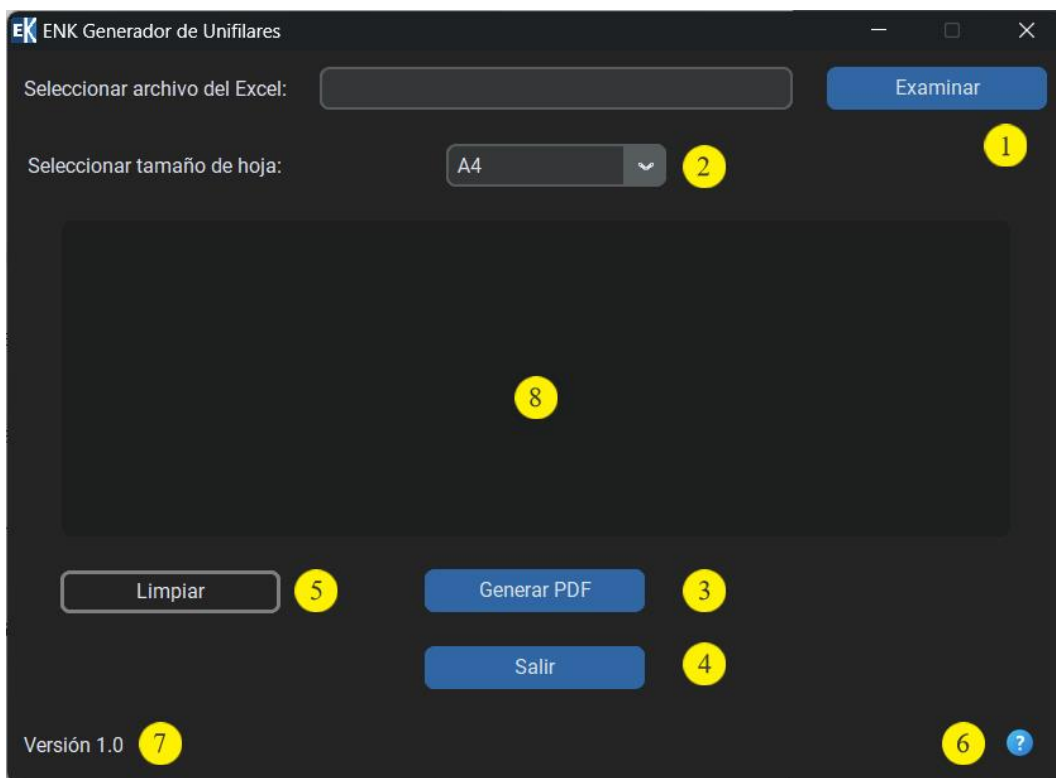 EK ENK Generador de Unifilares
Seleccionar archivo del Excel:
Examinar
1
Seleccionar tamaño de hoja:
A4
2
8
Limpiar
5
Generar PDF
3
Salir
4
Versión 1.0
7
6
?